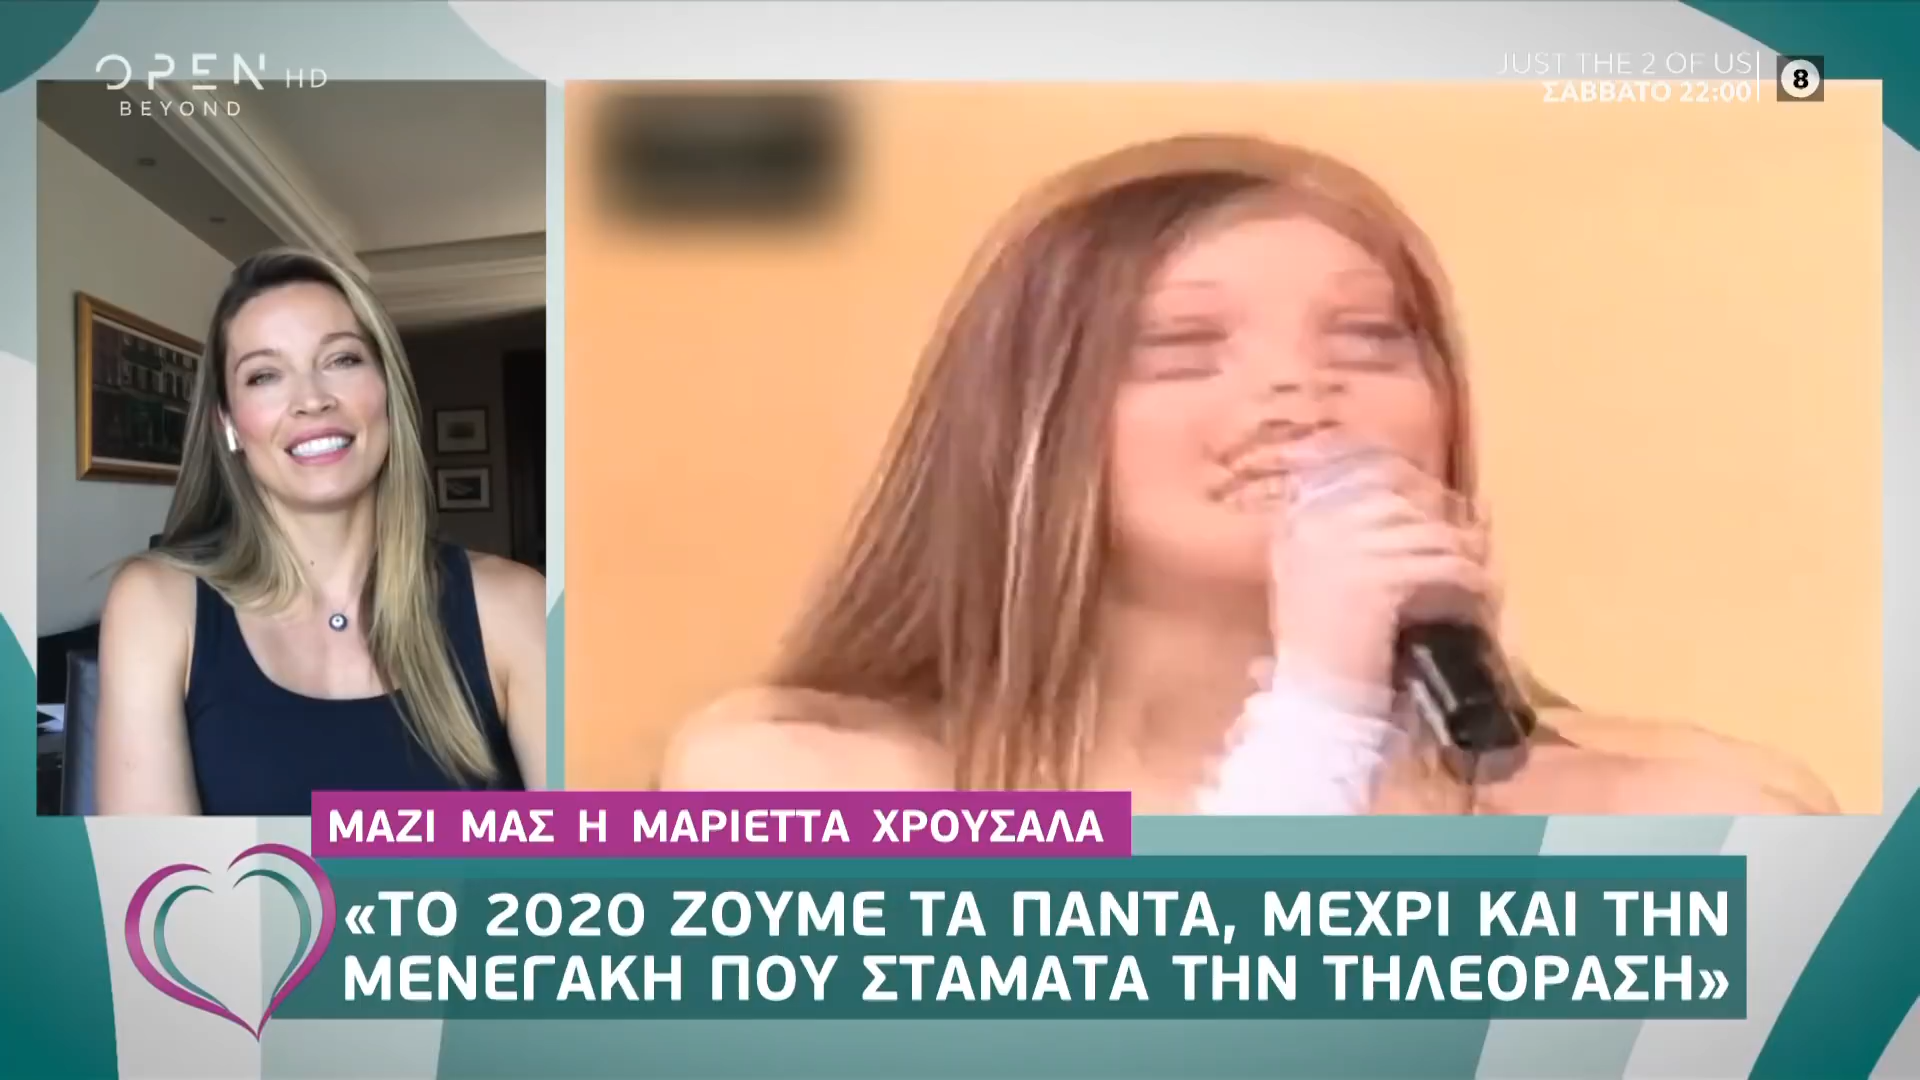 OPEN HD
BEYOND
JUST THE 2 OF US
ΣΑΒΒΑΤΟ 22:00
8
ΜΑΖΙ ΜΑΣ Η ΜΑΡΙΕΤΤΑ ΧΡΟΥΣΑΛΑ
«ΤΟ 2020 ΖΟΥΜΕ ΤΑ ΠΑΝΤΑ, ΜΕΧΡΙ ΚΑΙ ΤΗΝ
ΜΕΝΕΓΑΚΗ ΠΟΥ ΣΤΑΜΑΤΑ ΤΗΝ ΤΗΛΕΟΡΑΣΗ»